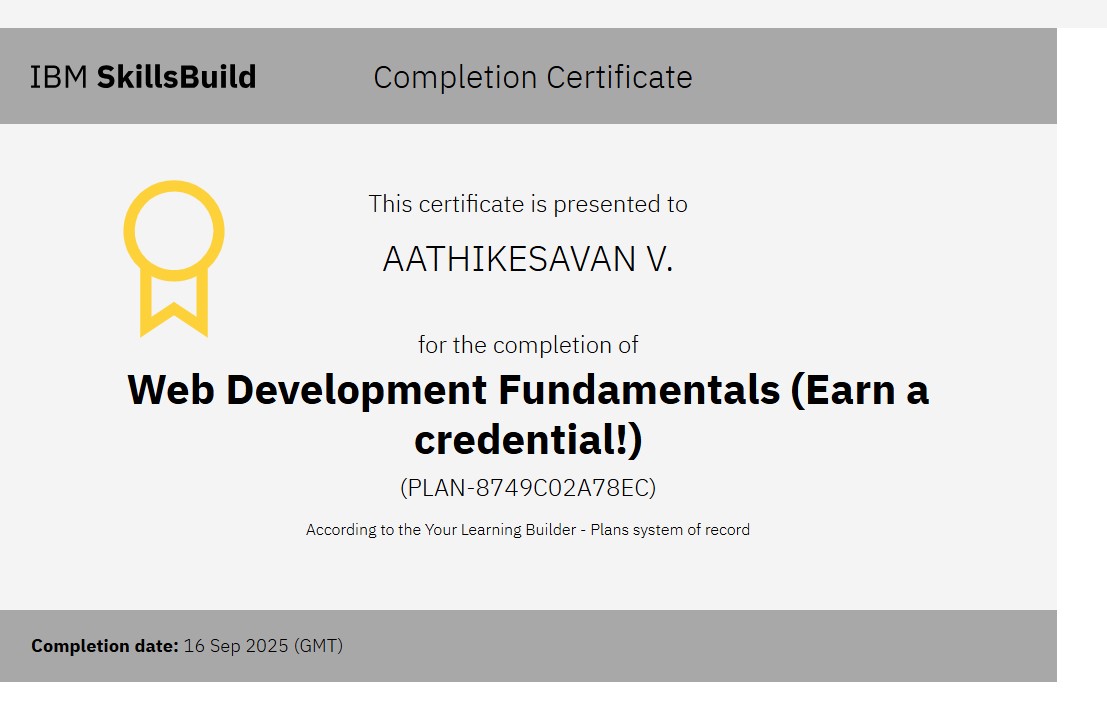 IBM SkillsBuild
Completion Certificate
This certificate is presented to
AATHIKESAVAN V.
for the completion of
Web Development Fundamentals (Earn a
credential!)
(PLAN-8749C02A78EC)
According to the Your Learning Builder - Plans system of record
Completion date: 16 Sep 2025 (GMT)